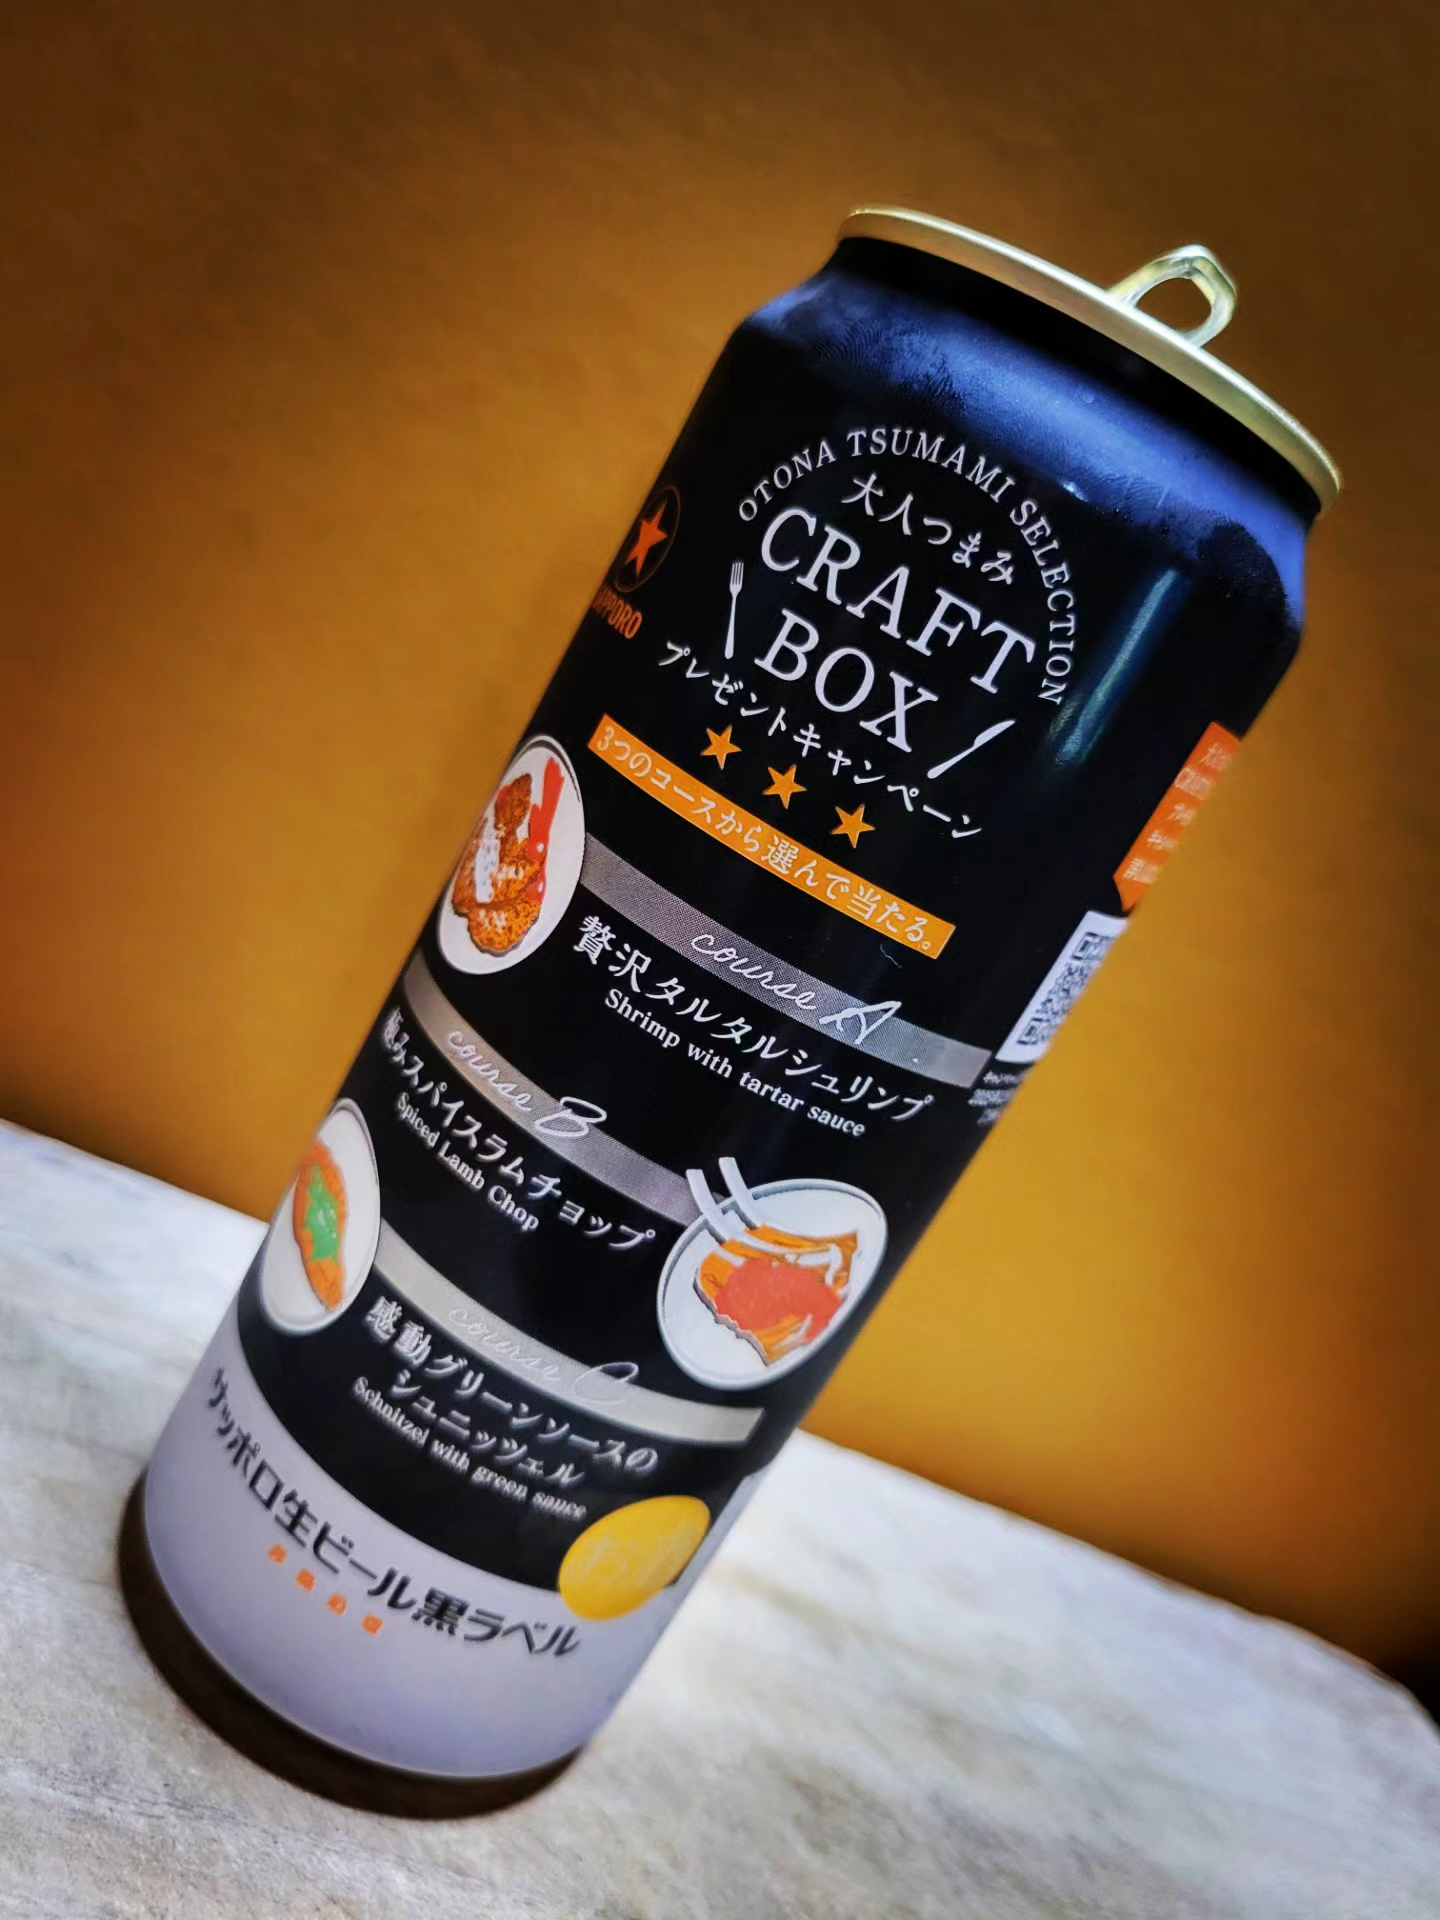 OTONA TSUMAMI SELECTION
大人つまみ
CRAFT
BOX
プレゼントキャンペーン
3つのコースから選んで当たる。
course A
贅沢タルタルシュリンプ
Shrimp with tartar sauce
course B
極みスパイスラムチョップ
Spiced Lamb Chop
course C
感動グリーンソースの
シュニッツェル
Schnitzel with green sauce
お酒
サッポロ生ビール黒ラベル
SAPPORO